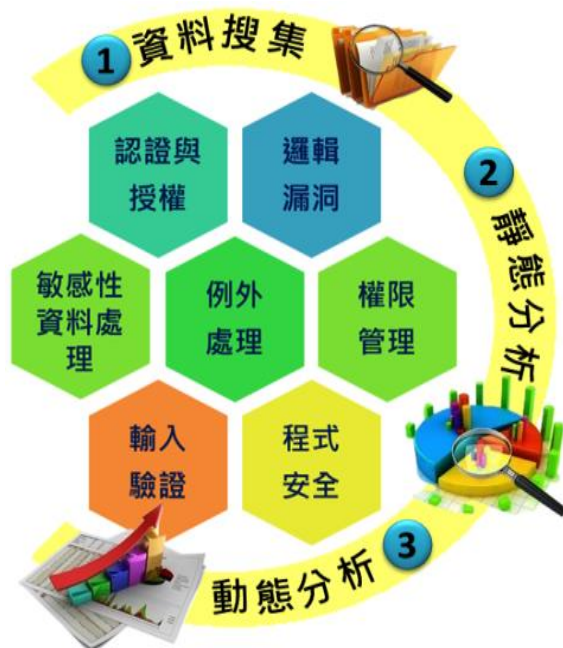 1 資料搜集
2 靜態分析
3 動態分析
認證與
授權
邏輯
漏洞
敏感性
資料處
理
例外
處理
權限
管理
輸入
驗證
程式
安全